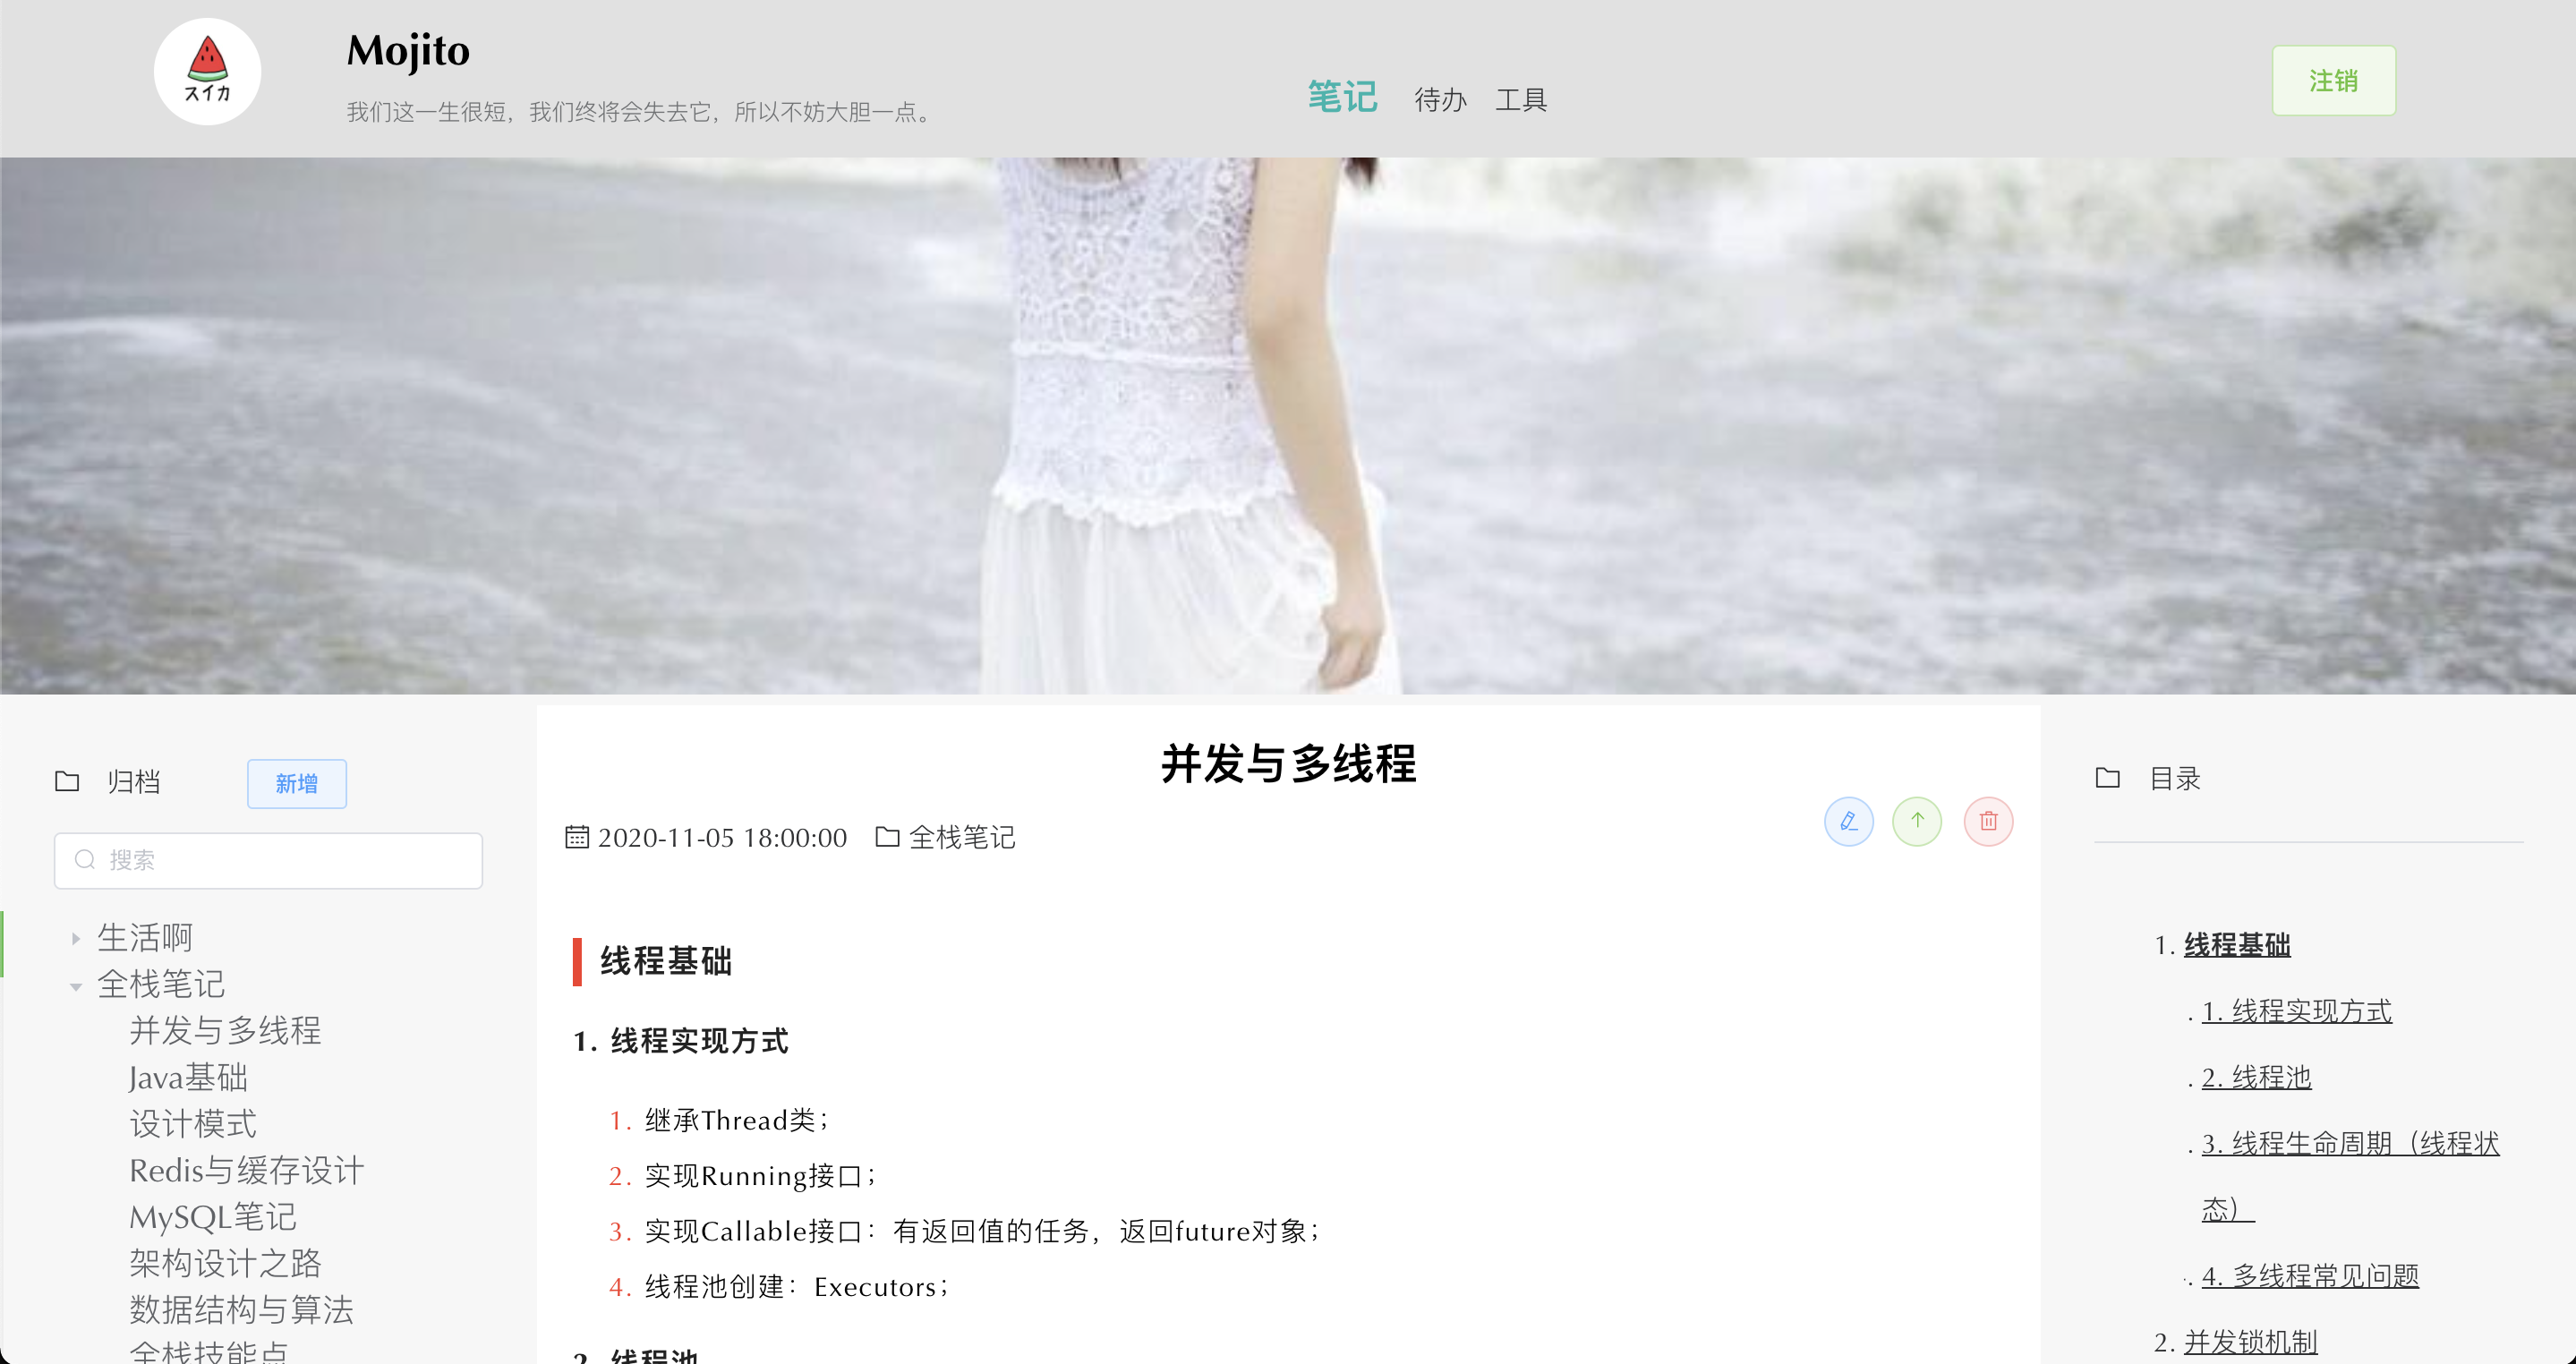 スイカ
Mojito
我们这一生很短，我们终将会失去它，所以不妨大胆一点。
笔记 待办 工具
注销
归档 新增
搜索
生活啊
全栈笔记
并发与多线程
Java基础
设计模式
Redis与缓存设计
MySQL笔记
架构设计之路
数据结构与算法
全栈技能点
并发与多线程
2020-11-05 18:00:00 全栈笔记
线程基础
1. 线程实现方式
1. 继承Thread类；
2. 实现Running接口；
3. 实现Callable接口：有返回值的任务，返回future对象；
4. 线程池创建：Executors；
2. 线程池
目录
1. 线程基础
. 1. 线程实现方式
. 2. 线程池
. 3. 线程生命周期（线程状
态）
. 4. 多线程常见问题
2. 并发锁机制